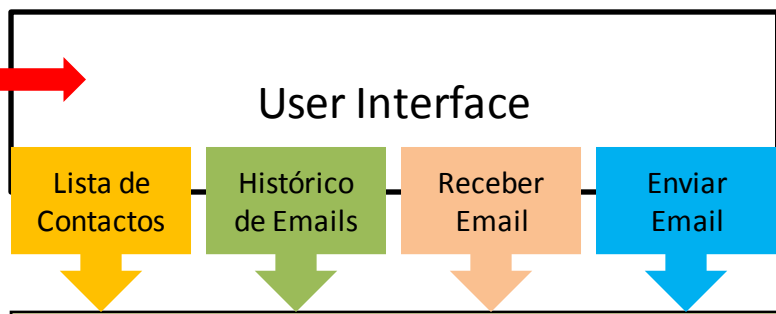 User Interface
Lista de
Contactos
Histórico
de Emails
Receber
Email
Enviar
Email